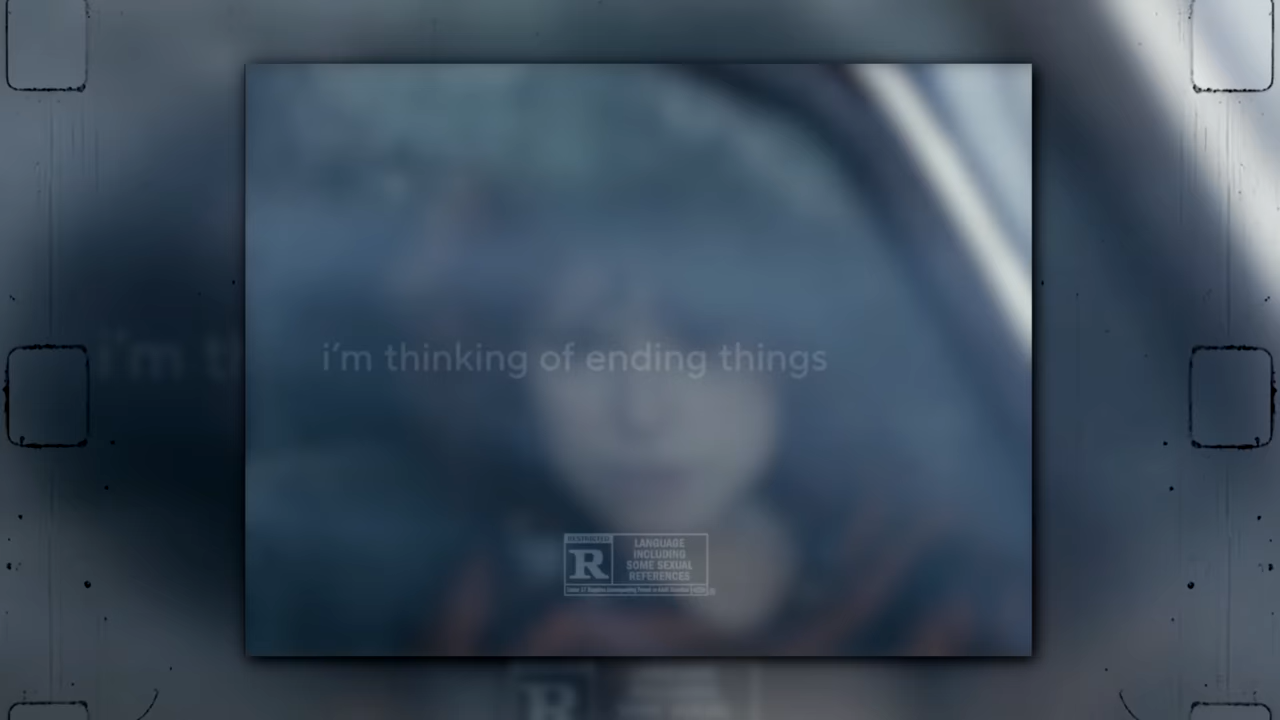 i'm thinking of ending things
RESTRICTED
R
LANGUAGE
INCLUDING
SOME SEXUAL
REFERENCES